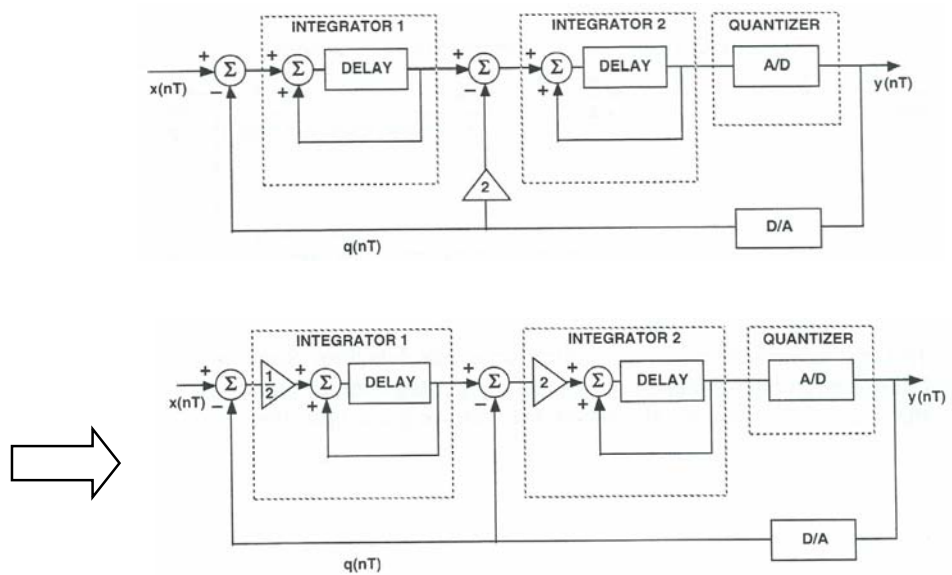 INTEGRATOR 1
INTEGRATOR 2
QUANTIZER
+
+
Σ
+
Σ
DELAY
+
Σ
+
Σ
DELAY
A/D
x(nT)
−
+
−
+
y(nT)
2
D/A
q(nT)
INTEGRATOR 1
INTEGRATOR 2
QUANTIZER
+
Σ
1/2
+
Σ
DELAY
+
Σ
2
+
Σ
DELAY
A/D
x(nT)
−
+
−
+
y(nT)
D/A
q(nT)